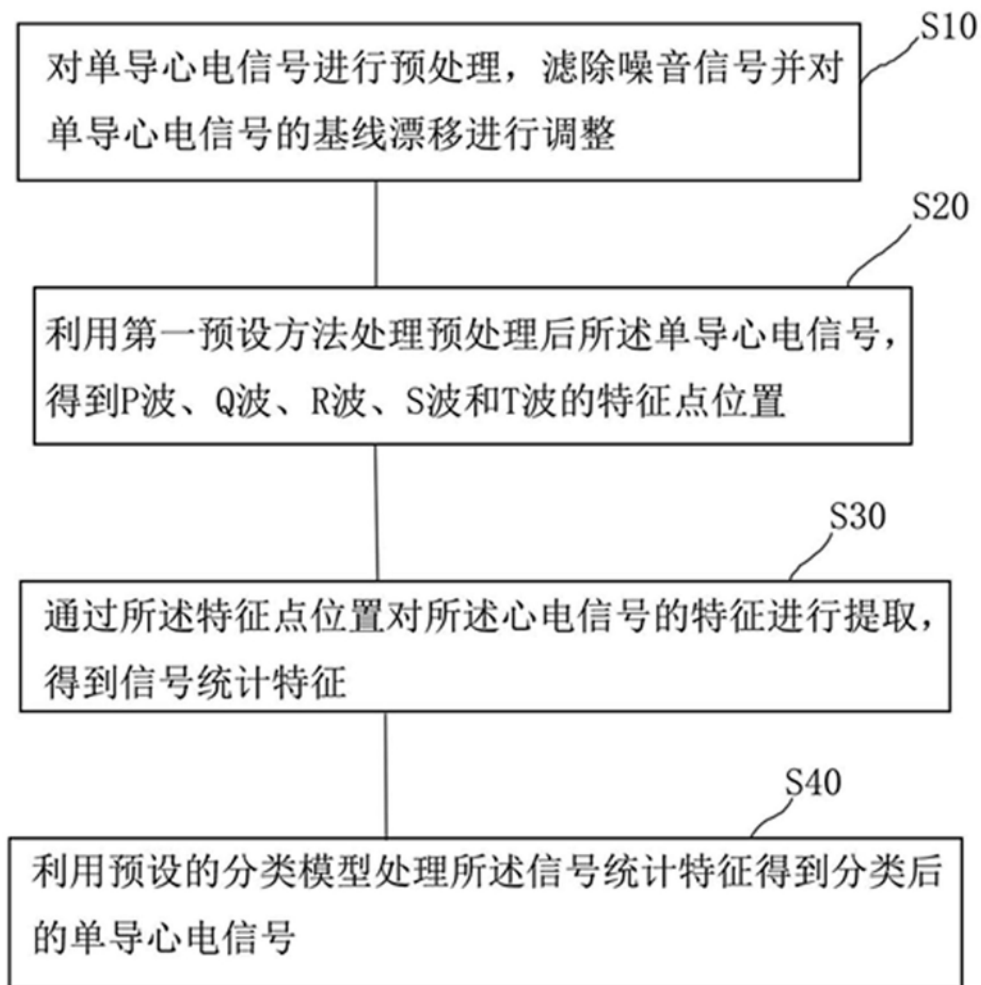 S10
对单导心电信号进行预处理，滤除噪音信号并对
单导心电信号的基线漂移进行调整
S20
利用第一预设方法处理预处理后所述单导心电信号，
得到P波、Q波、R波、S波和T波的特征点位置
S30
通过所述特征点位置对所述心电信号的特征进行提取，
得到信号统计特征
S40
利用预设的分类模型处理所述信号统计特征得到分类后
的单导心电信号